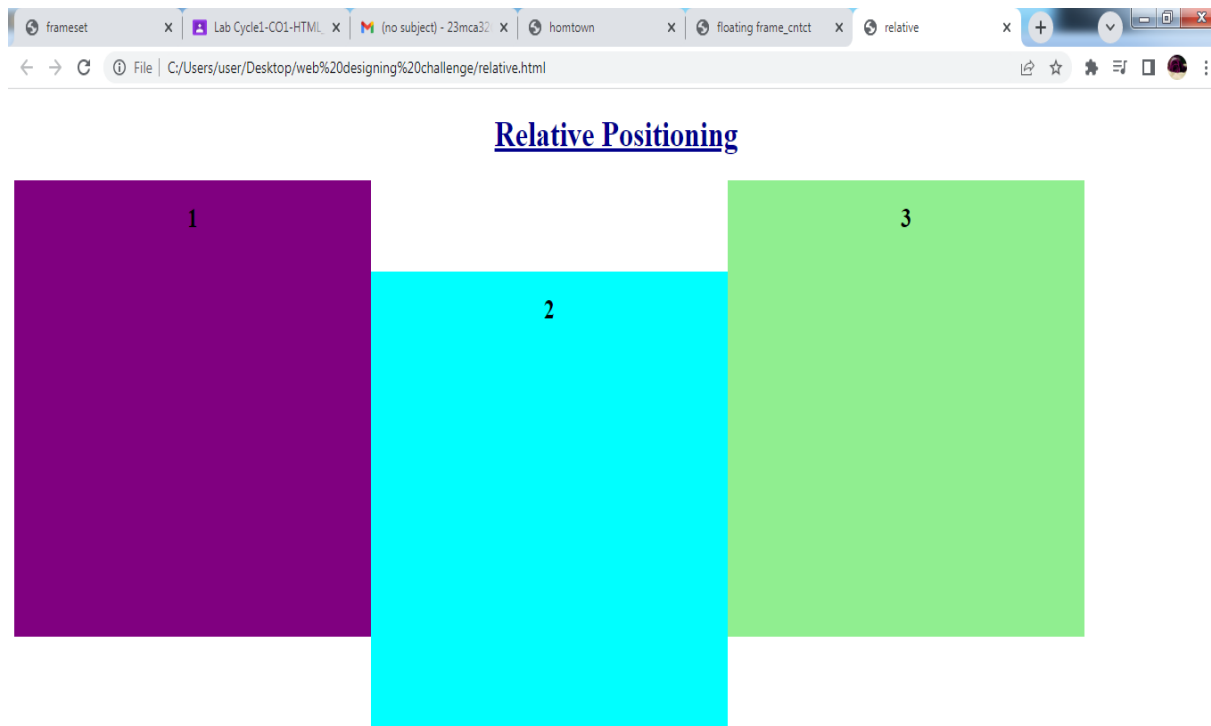 frameset
Lab Cycle1-CO1-HTML_
(no subject) - 23mca32
homtown
floating frame_cntct
relative
File
C:/Users/user/Desktop/web%20designing%20challenge/relative.html
Relative Positioning
1
3
2